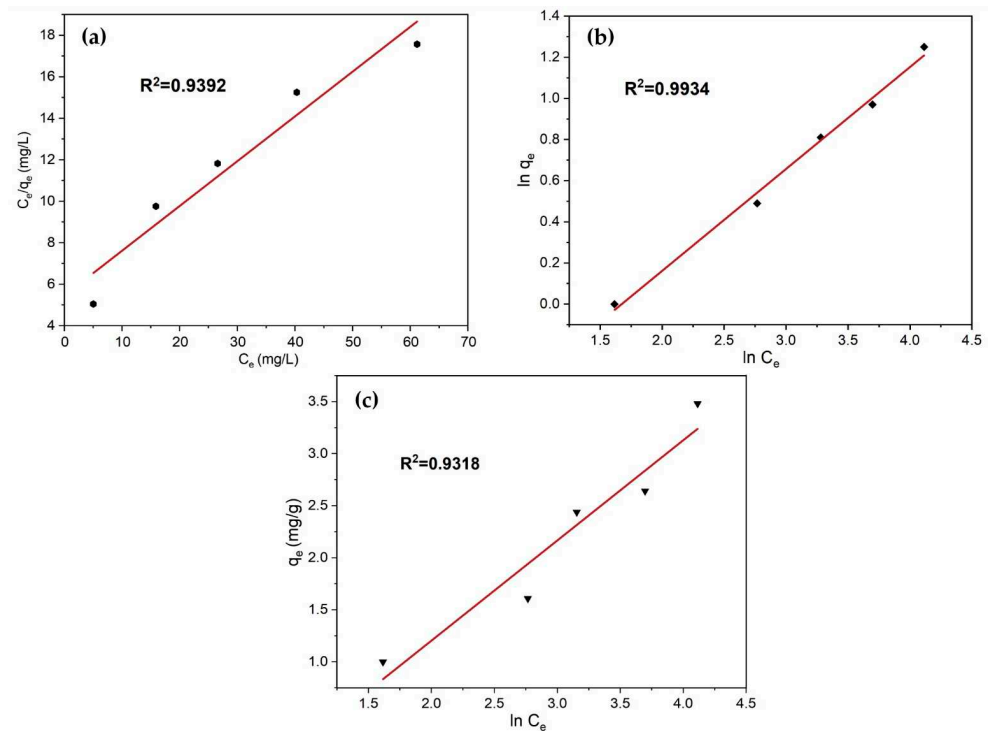 (a)
R²=0.9392
18
16
14
12
10
8
6
4
0 10 20 30 40 50 60 70
Cₑ/qₑ (mg/L)
Cₑ (mg/L)
(b)
R²=0.9934
1.4
1.2
1.0
0.8
0.6
0.4
0.2
0.0
1.5 2.0 2.5 3.0 3.5 4.0 4.5
ln qₑ
ln Cₑ
(c)
R²=0.9318
3.5
3.0
2.5
2.0
1.5
1.0
1.5 2.0 2.5 3.0 3.5 4.0 4.5
qₑ (mg/g)
ln Cₑ